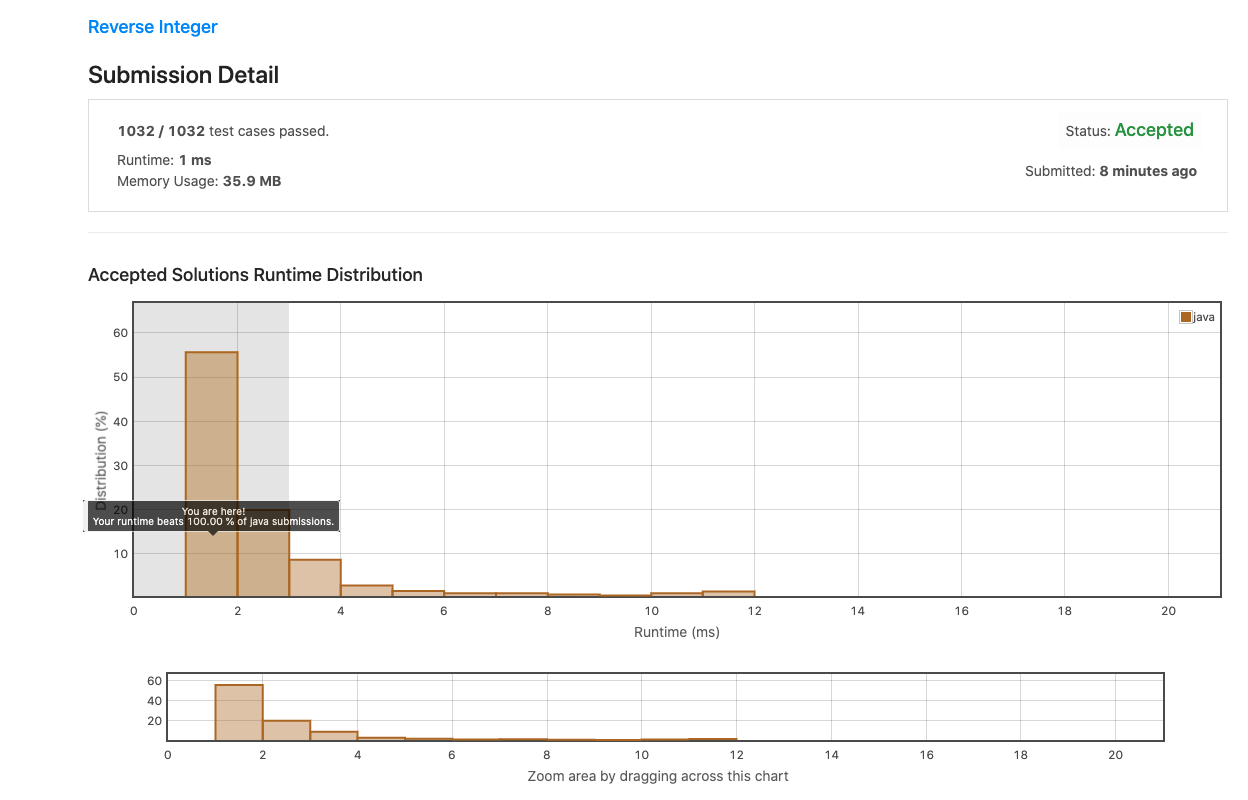 Reverse Integer
Submission Detail
1032 / 1032 test cases passed.
Status: Accepted
Runtime: 1 ms
Memory Usage: 35.9 MB
Submitted: 8 minutes ago
Accepted Solutions Runtime Distribution
java
60
50
40
30
20
10
Distribution (%)
You are here!
Your runtime beats 100.00 % of java submissions.
0 2 4 6 8 10 12 14 16 18 20
Runtime (ms)
60
40
20
0 2 4 6 8 10 12 14 16 18 20
Zoom area by dragging across this chart